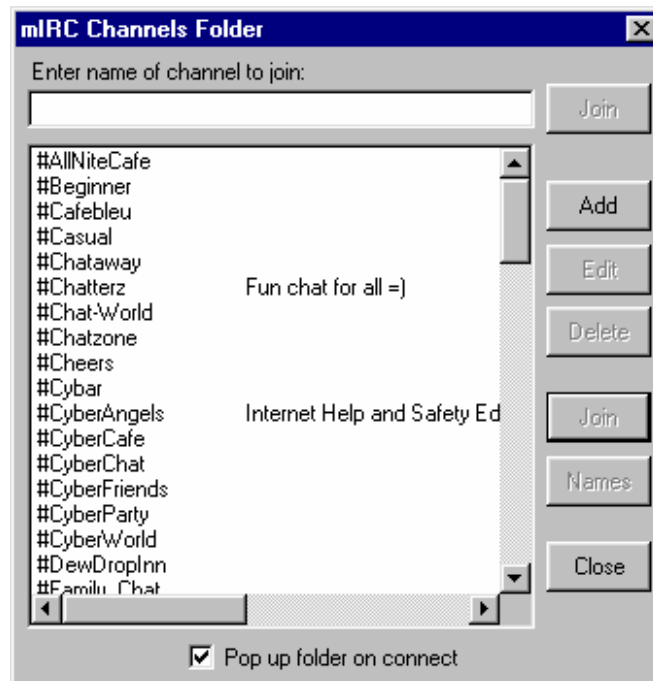 mIRC Channels Folder
Enter name of channel to join:
Join
#AllNiteCafe
#Beginner
#Cafebleu
#Casual
#Chataway
#Chatterz Fun chat for all =)
#Chat-World
#Chatzone
#Cheers
#Cybar
#CyberAngels Internet Help and Safety Ed
#CyberCafe
#CyberChat
#CyberFriends
#CyberParty
#CyberWorld
#DewDropInn
#Family_Chat
Add
Edit
Delete
Join
Names
Close
Pop up folder on connect